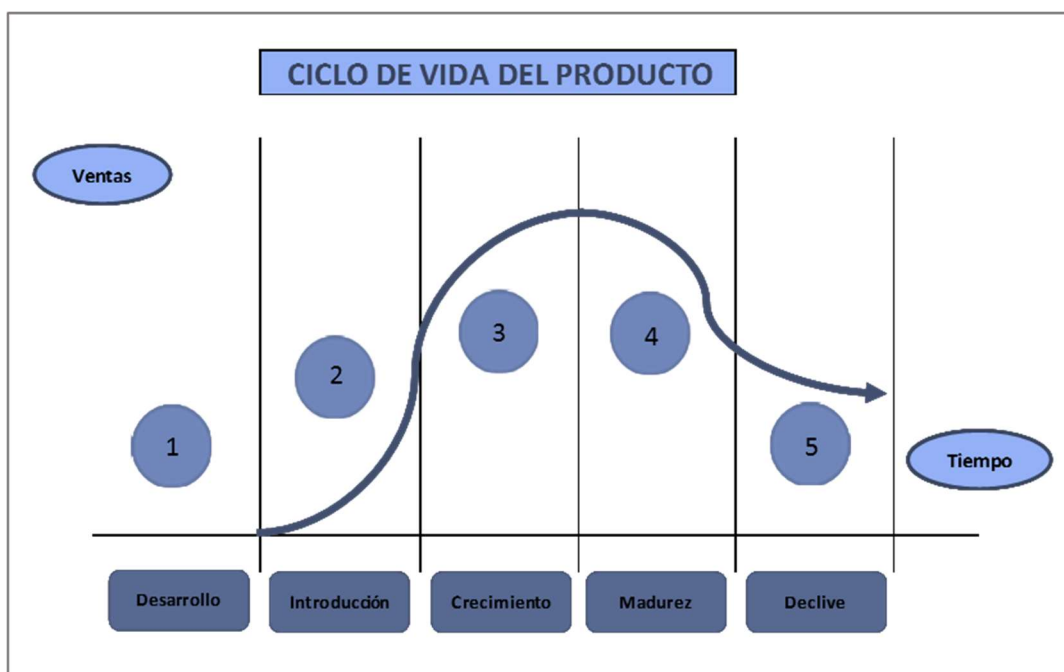 CICLO DE VIDA DEL PRODUCTO
Ventas
1
2
3
4
5
Tiempo
Desarrollo
Introducción
Crecimiento
Madurez
Declive